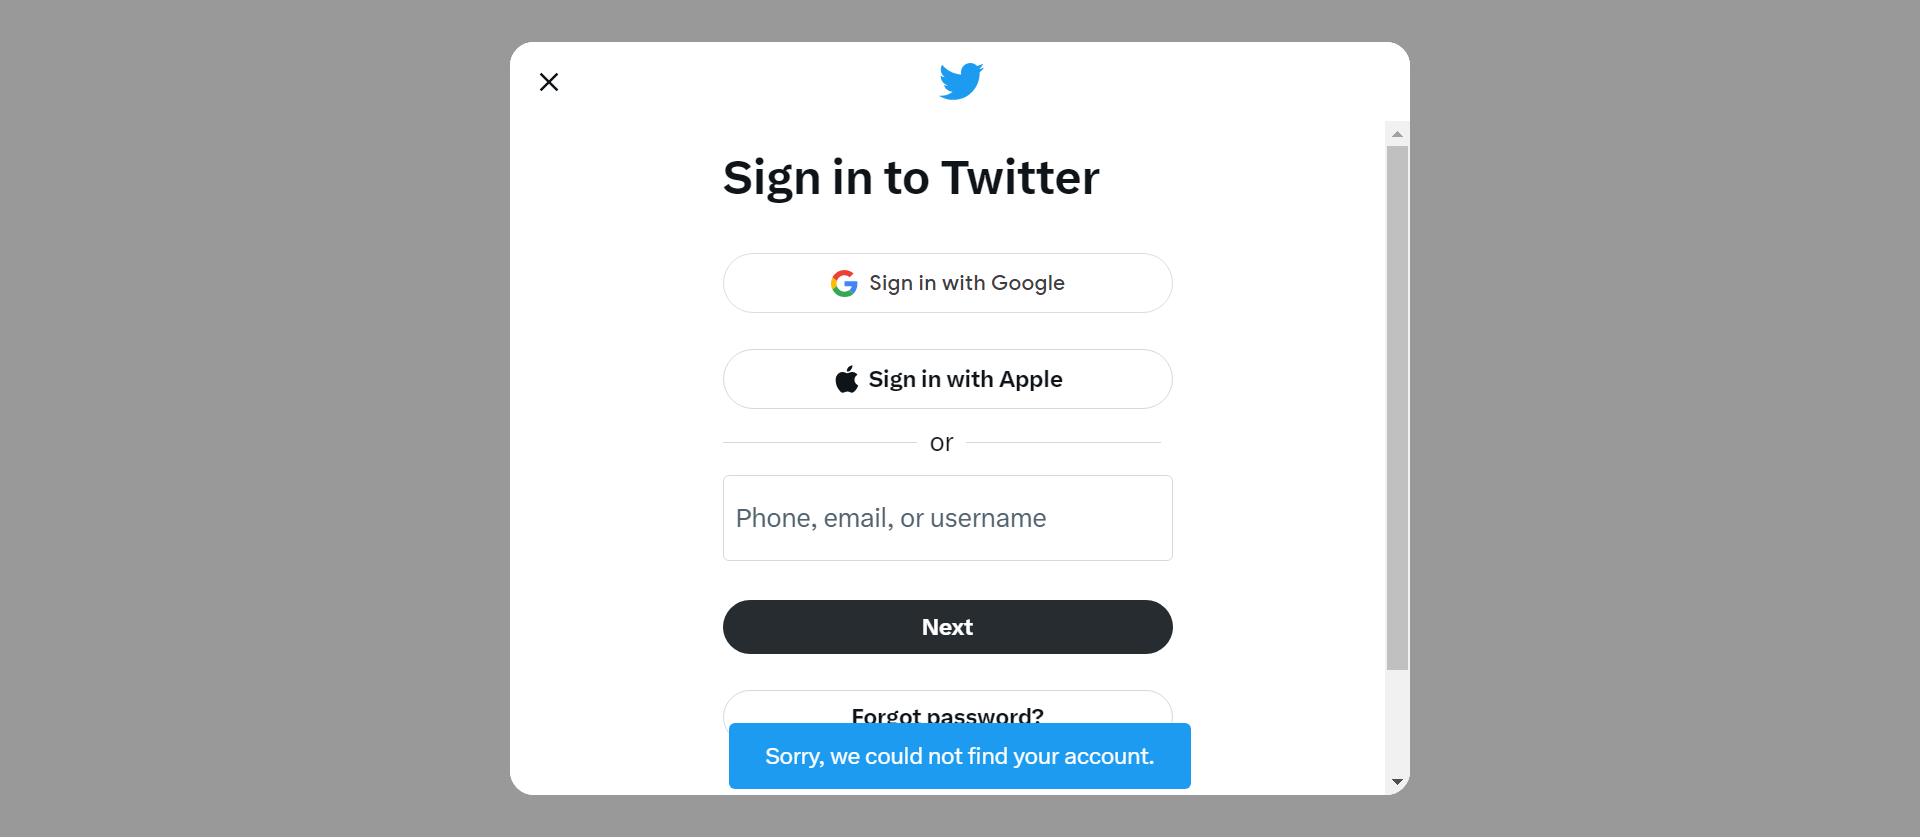 Sign in to Twitter
Sign in with Google
Sign in with Apple
or
Phone, email, or username
Next
Forgot password?
Sorry, we could not find your account.